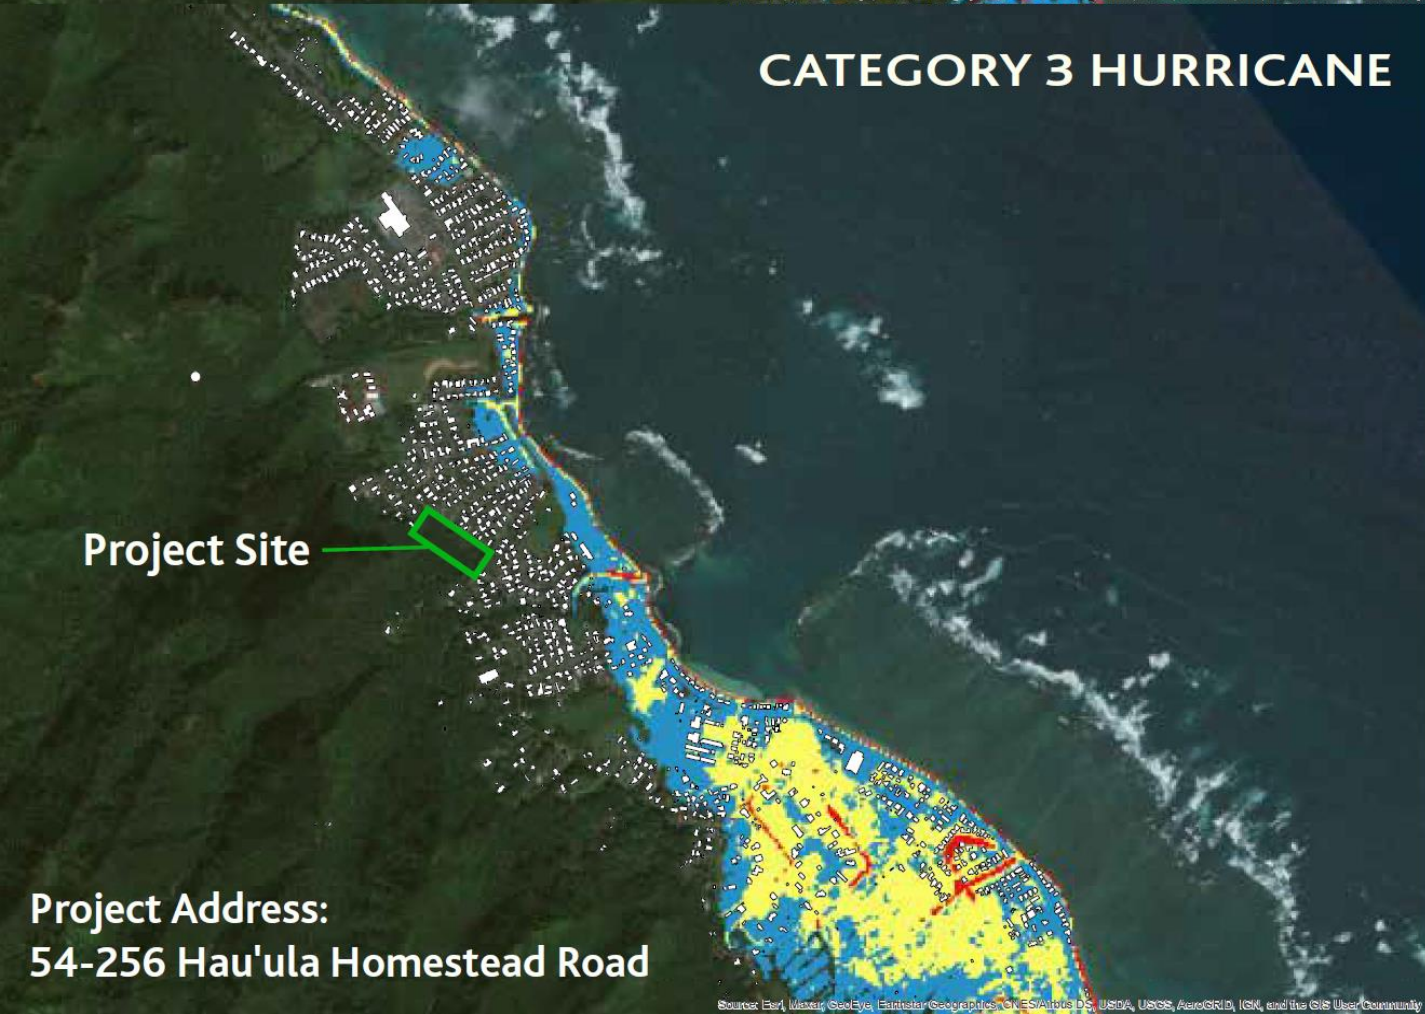 CATEGORY 3 HURRICANE
Project Site
Project Address:
54-256 Hau'ula Homestead Road
Source: Esri, Maxar, GeoEye, Earthstar Geographics, CNES/Airbus DS, USDA, USGS, AeroGRID, IGN, and the GIS User Community